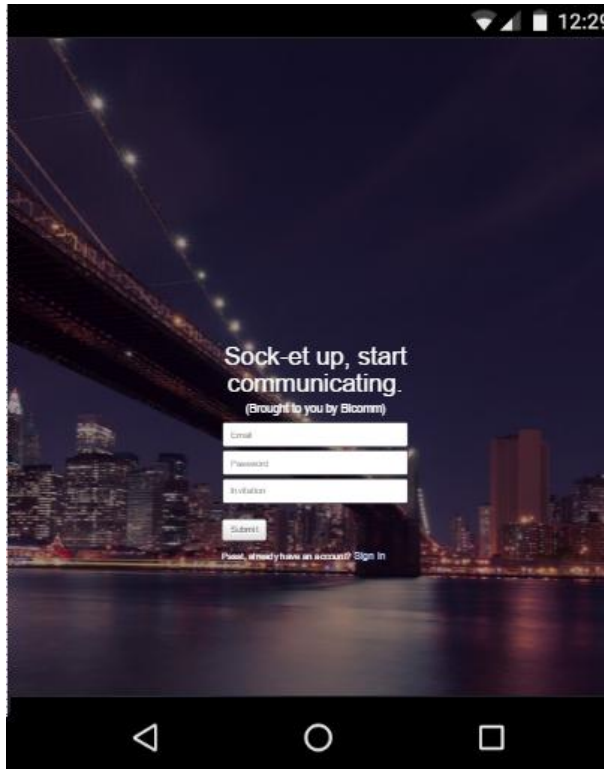 12:29
Sock-et up, start
communicating.
(Brought to you by Bicomm)
Email
Password
Invitation
Submit
Pssst, already have an account? Sign in